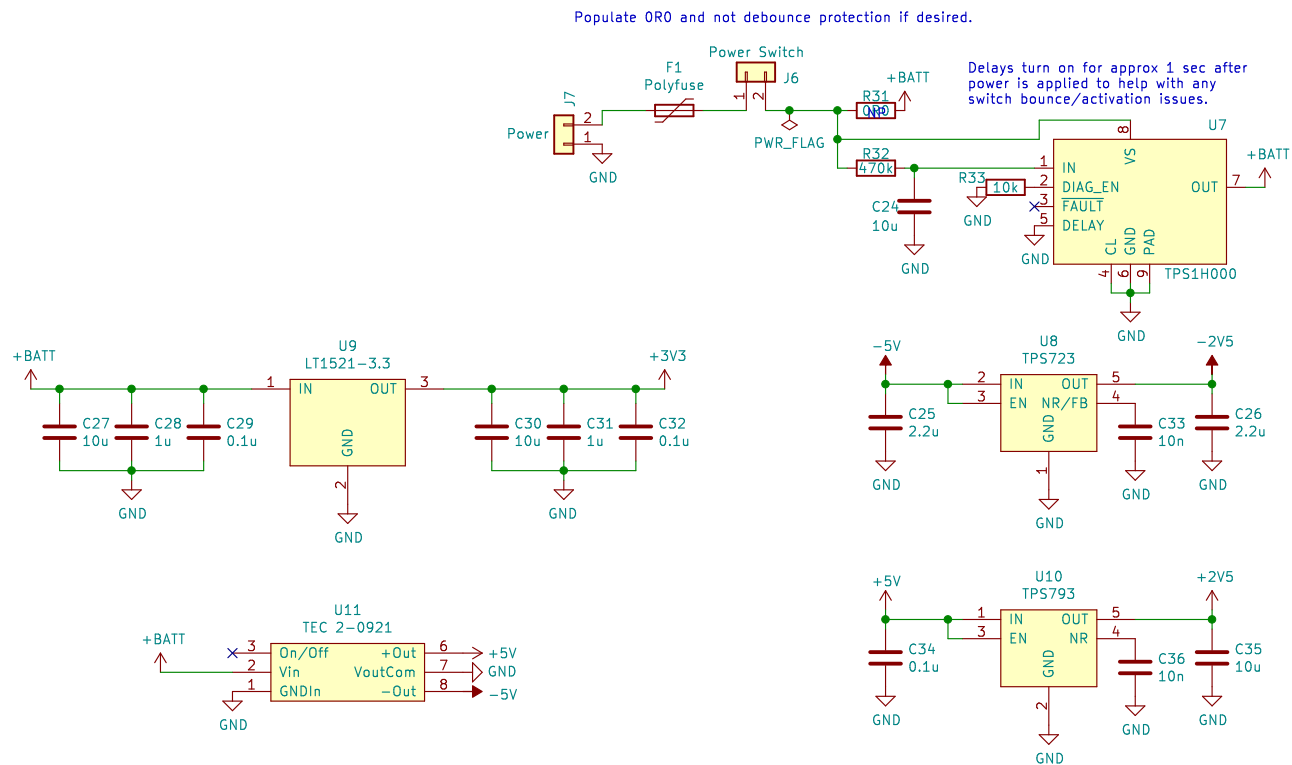 Populate 0R0 and not debounce protection if desired.
Power Switch
J6
1
2
F1
Polyfuse
J7
Power
2
1
GND
PWR_FLAG
+BATT
R31
0R0
NP
Delays turn on for approx 1 sec after
power is applied to help with any
switch bounce/activation issues.
R32
470k
C24
10u
GND
R33
10k
GND
GND
U7
8
VS
1
IN
2
DIAG_EN
3
FAULT
5
DELAY
OUT
7
+BATT
CL
GND
PAD
4
6
9
TPS1H000
GND
+BATT
U9
LT1521-3.3
1
IN
OUT
3
GND
2
GND
+3V3
C27
10u
C28
1u
C29
0.1u
GND
C30
10u
C31
1u
C32
0.1u
GND
-5V
U8
TPS723
2
IN
OUT
5
3
EN
NR/FB
4
GND
1
GND
-2V5
C25
2.2u
GND
C33
10n
GND
C26
2.2u
GND
+BATT
U11
TEC 2-0921
3
On/Off
+Out
6
+5V
2
Vin
VoutCom
7
GND
1
GNDIn
-Out
8
-5V
GND
+5V
U10
TPS793
1
IN
OUT
5
3
EN
NR
4
GND
2
GND
+2V5
C34
0.1u
GND
C36
10n
GND
C35
10u
GND